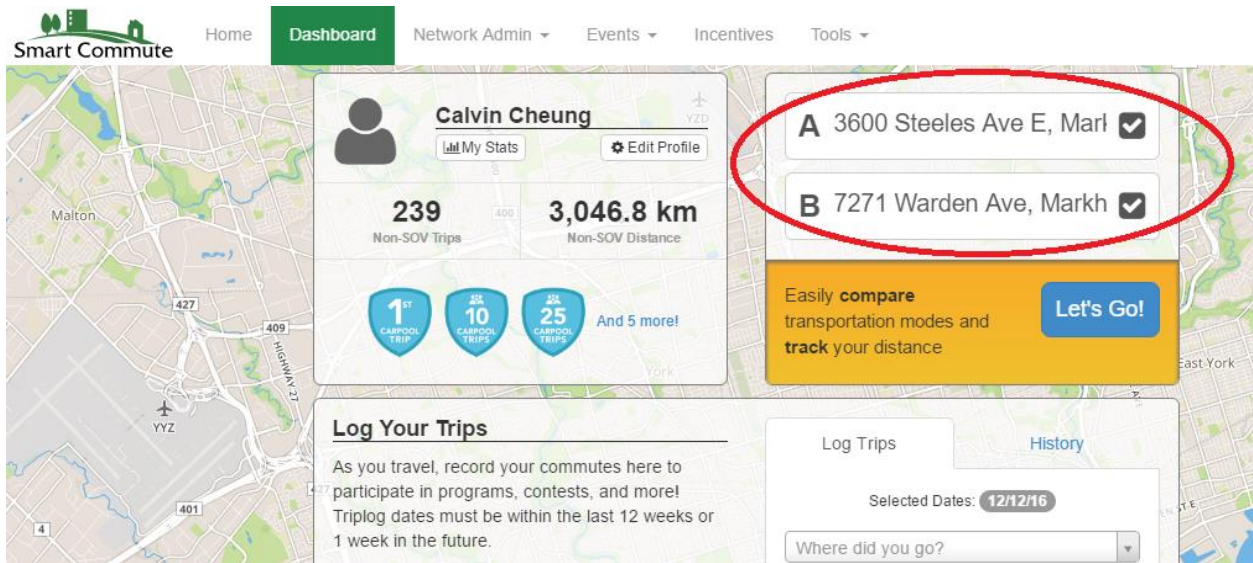 Smart Commute
Home
Dashboard
Network Admin
Events
Incentives
Tools
Calvin Cheung
My Stats
Edit Profile
239
Non-SOV Trips
3,046.8 km
Non-SOV Distance
1ST
CARPOOL
TRIP
10
CARPOOL
TRIPS
25
CARPOOL
TRIPS
And 5 more!
A 3600 Steeles Ave E, Mark
B 7271 Warden Ave, Markh
Easily compare
transportation modes and
track your distance
Let's Go!
Log Your Trips
As you travel, record your commutes here to
participate in programs, contests, and more!
Triplog dates must be within the last 12 weeks or
1 week in the future.
Log Trips
History
Selected Dates: 12/12/16
Where did you go?
Malton
427
409
HIGHWAY 27
YYZ
401
4
427
400
400
YZD
York
East York